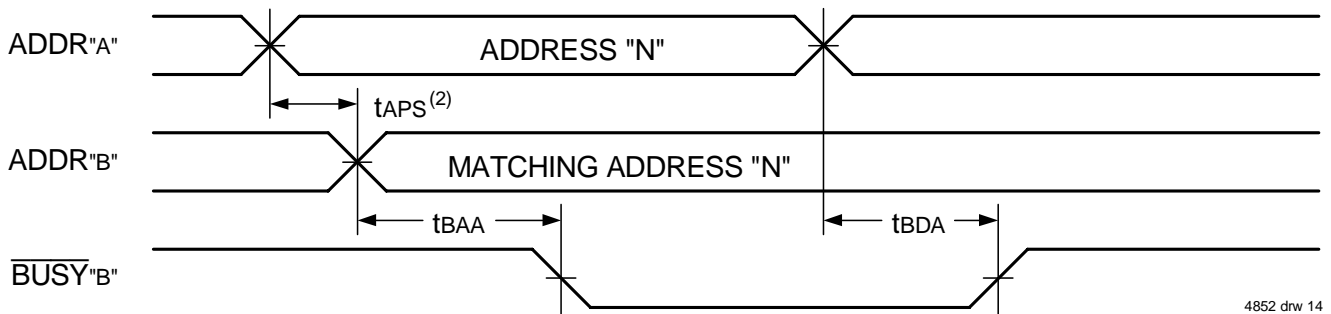 ADDR"A"
ADDRESS "N"
tAPS(2)
ADDR"B"
MATCHING ADDRESS "N"
tBAA
tBDA
BUSY"B"
4852 drw 14